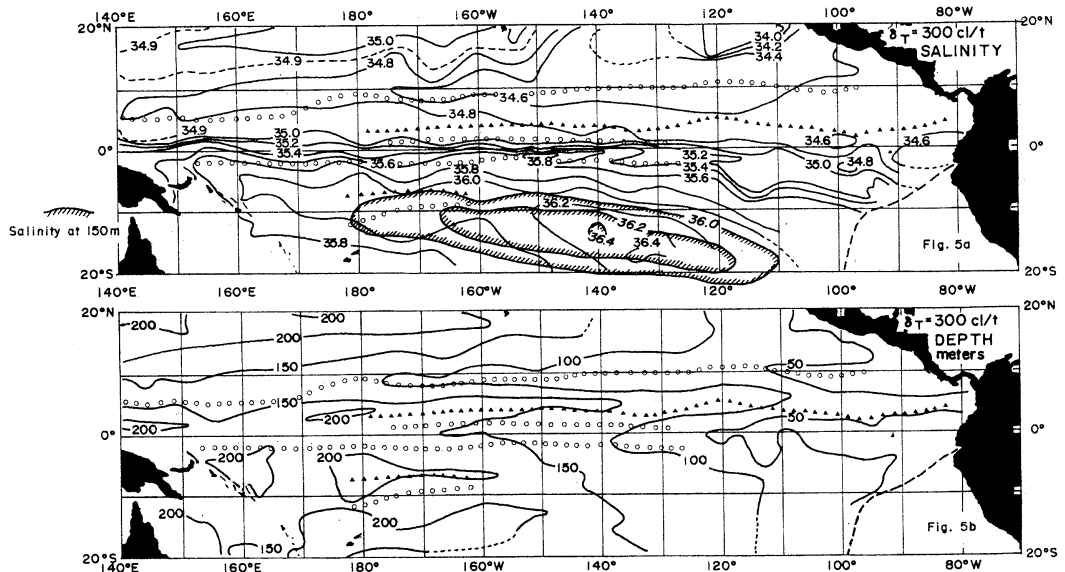 140°E 160°E 180° 160°W 140° 120° 100° 80°W
20°N 20°N
δT = 300 cl/t
SALINITY
34.9 35.0 34.0
34.9 34.8 34.2
34.4
34.6
34.8
34.9 35.0 34.6 34.6
35.2
0° 35.4 0°
35.6 35.8 35.2 35.0 34.8
35.8 35.4
36.0 35.6
36.2 36.0
36.2
Salinity at 150m
35.8 36.4 36.4
Fig. 5a
20°S 20°S
140°E 160°E 180° 160°W 140° 120° 100° 80°W
20°N 20°N
200
200
δT = 300 cl/t
DEPTH
meters
150 100 50
150
200 200 50
0° 0°
200 200 150 100
200 200
150
Fig. 5b
20°S 20°S
140°E 160°E 180° 160°W 140° 120° 100° 80°W